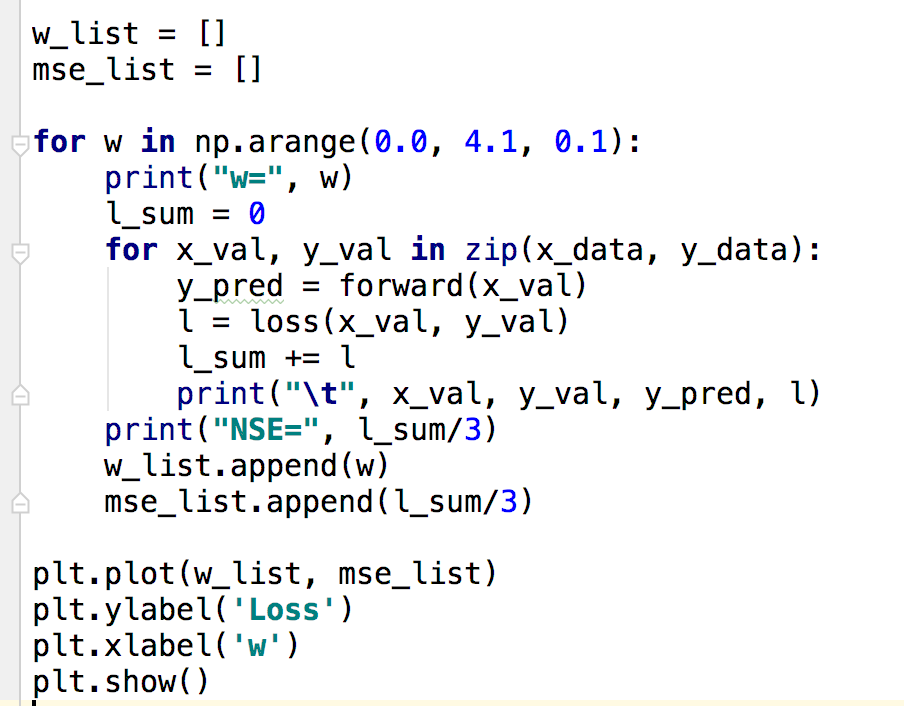 w_list = []
mse_list = []
for w in np.arange(0.0, 4.1, 0.1):
    print("w=", w)
    l_sum = 0
    for x_val, y_val in zip(x_data, y_data):
        y_pred = forward(x_val)
        l = loss(x_val, y_val)
        l_sum += l
        print("\t", x_val, y_val, y_pred, l)
    print("NSE=", l_sum/3)
    w_list.append(w)
    mse_list.append(l_sum/3)
plt.plot(w_list, mse_list)
plt.ylabel('Loss')
plt.xlabel('w')
plt.show()